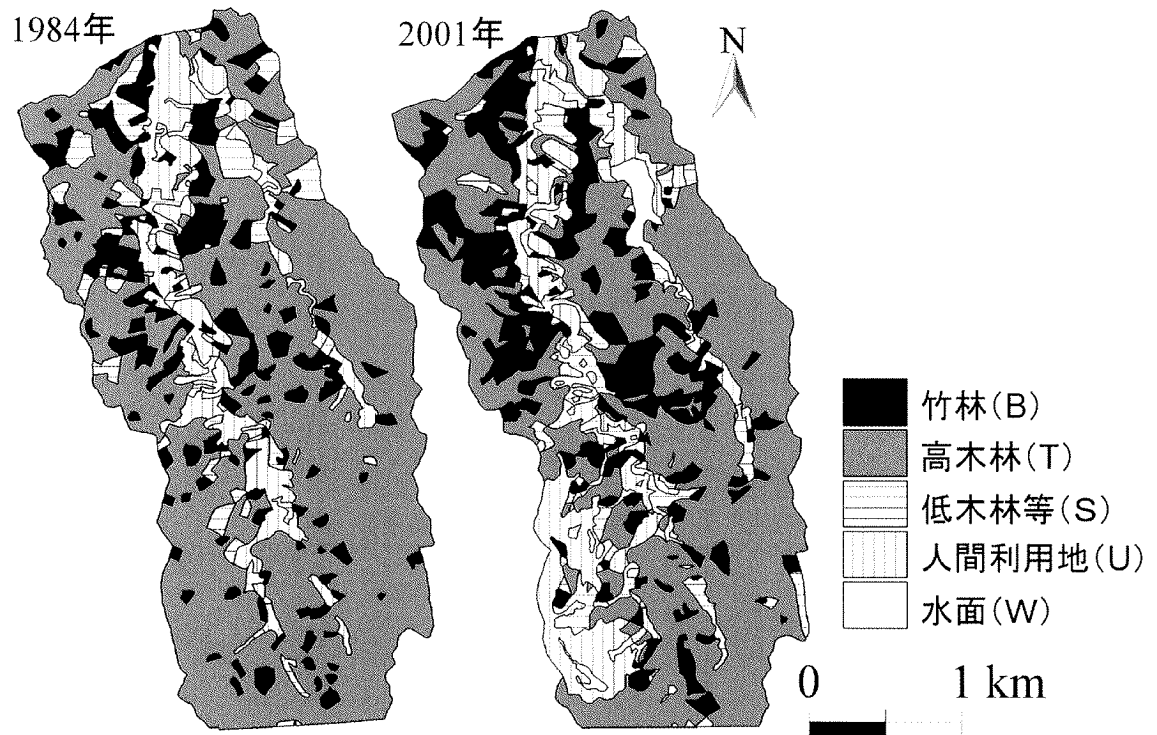 1984年
2001年
N
竹林(B)
高木林(T)
低木林等(S)
人間利用地(U)
水面(W)
0 1 km